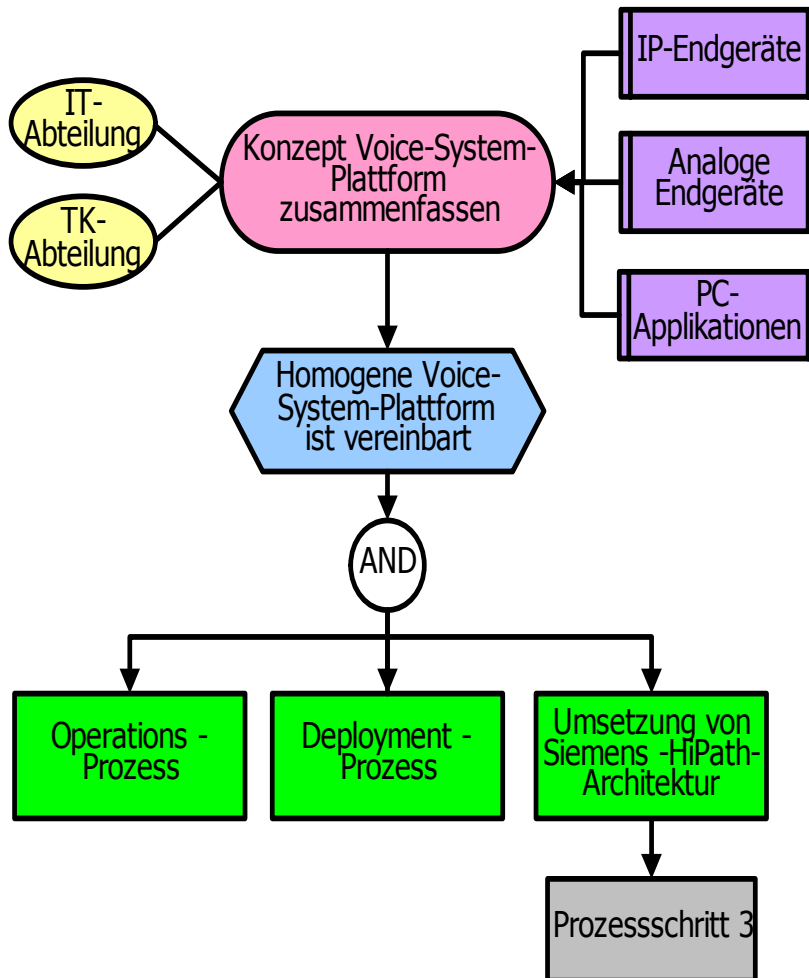 IP-Endgeräte
IT-
Abteilung
Konzept Voice-System-
Plattform
zusammenfassen
Analoge
Endgeräte
TK-
Abteilung
PC-
Applikationen
Homogene Voice-
System-Plattform
ist vereinbart
AND
Operations -
Prozess
Deployment -
Prozess
Umsetzung von
Siemens -HiPath-
Architektur
Prozessschritt 3